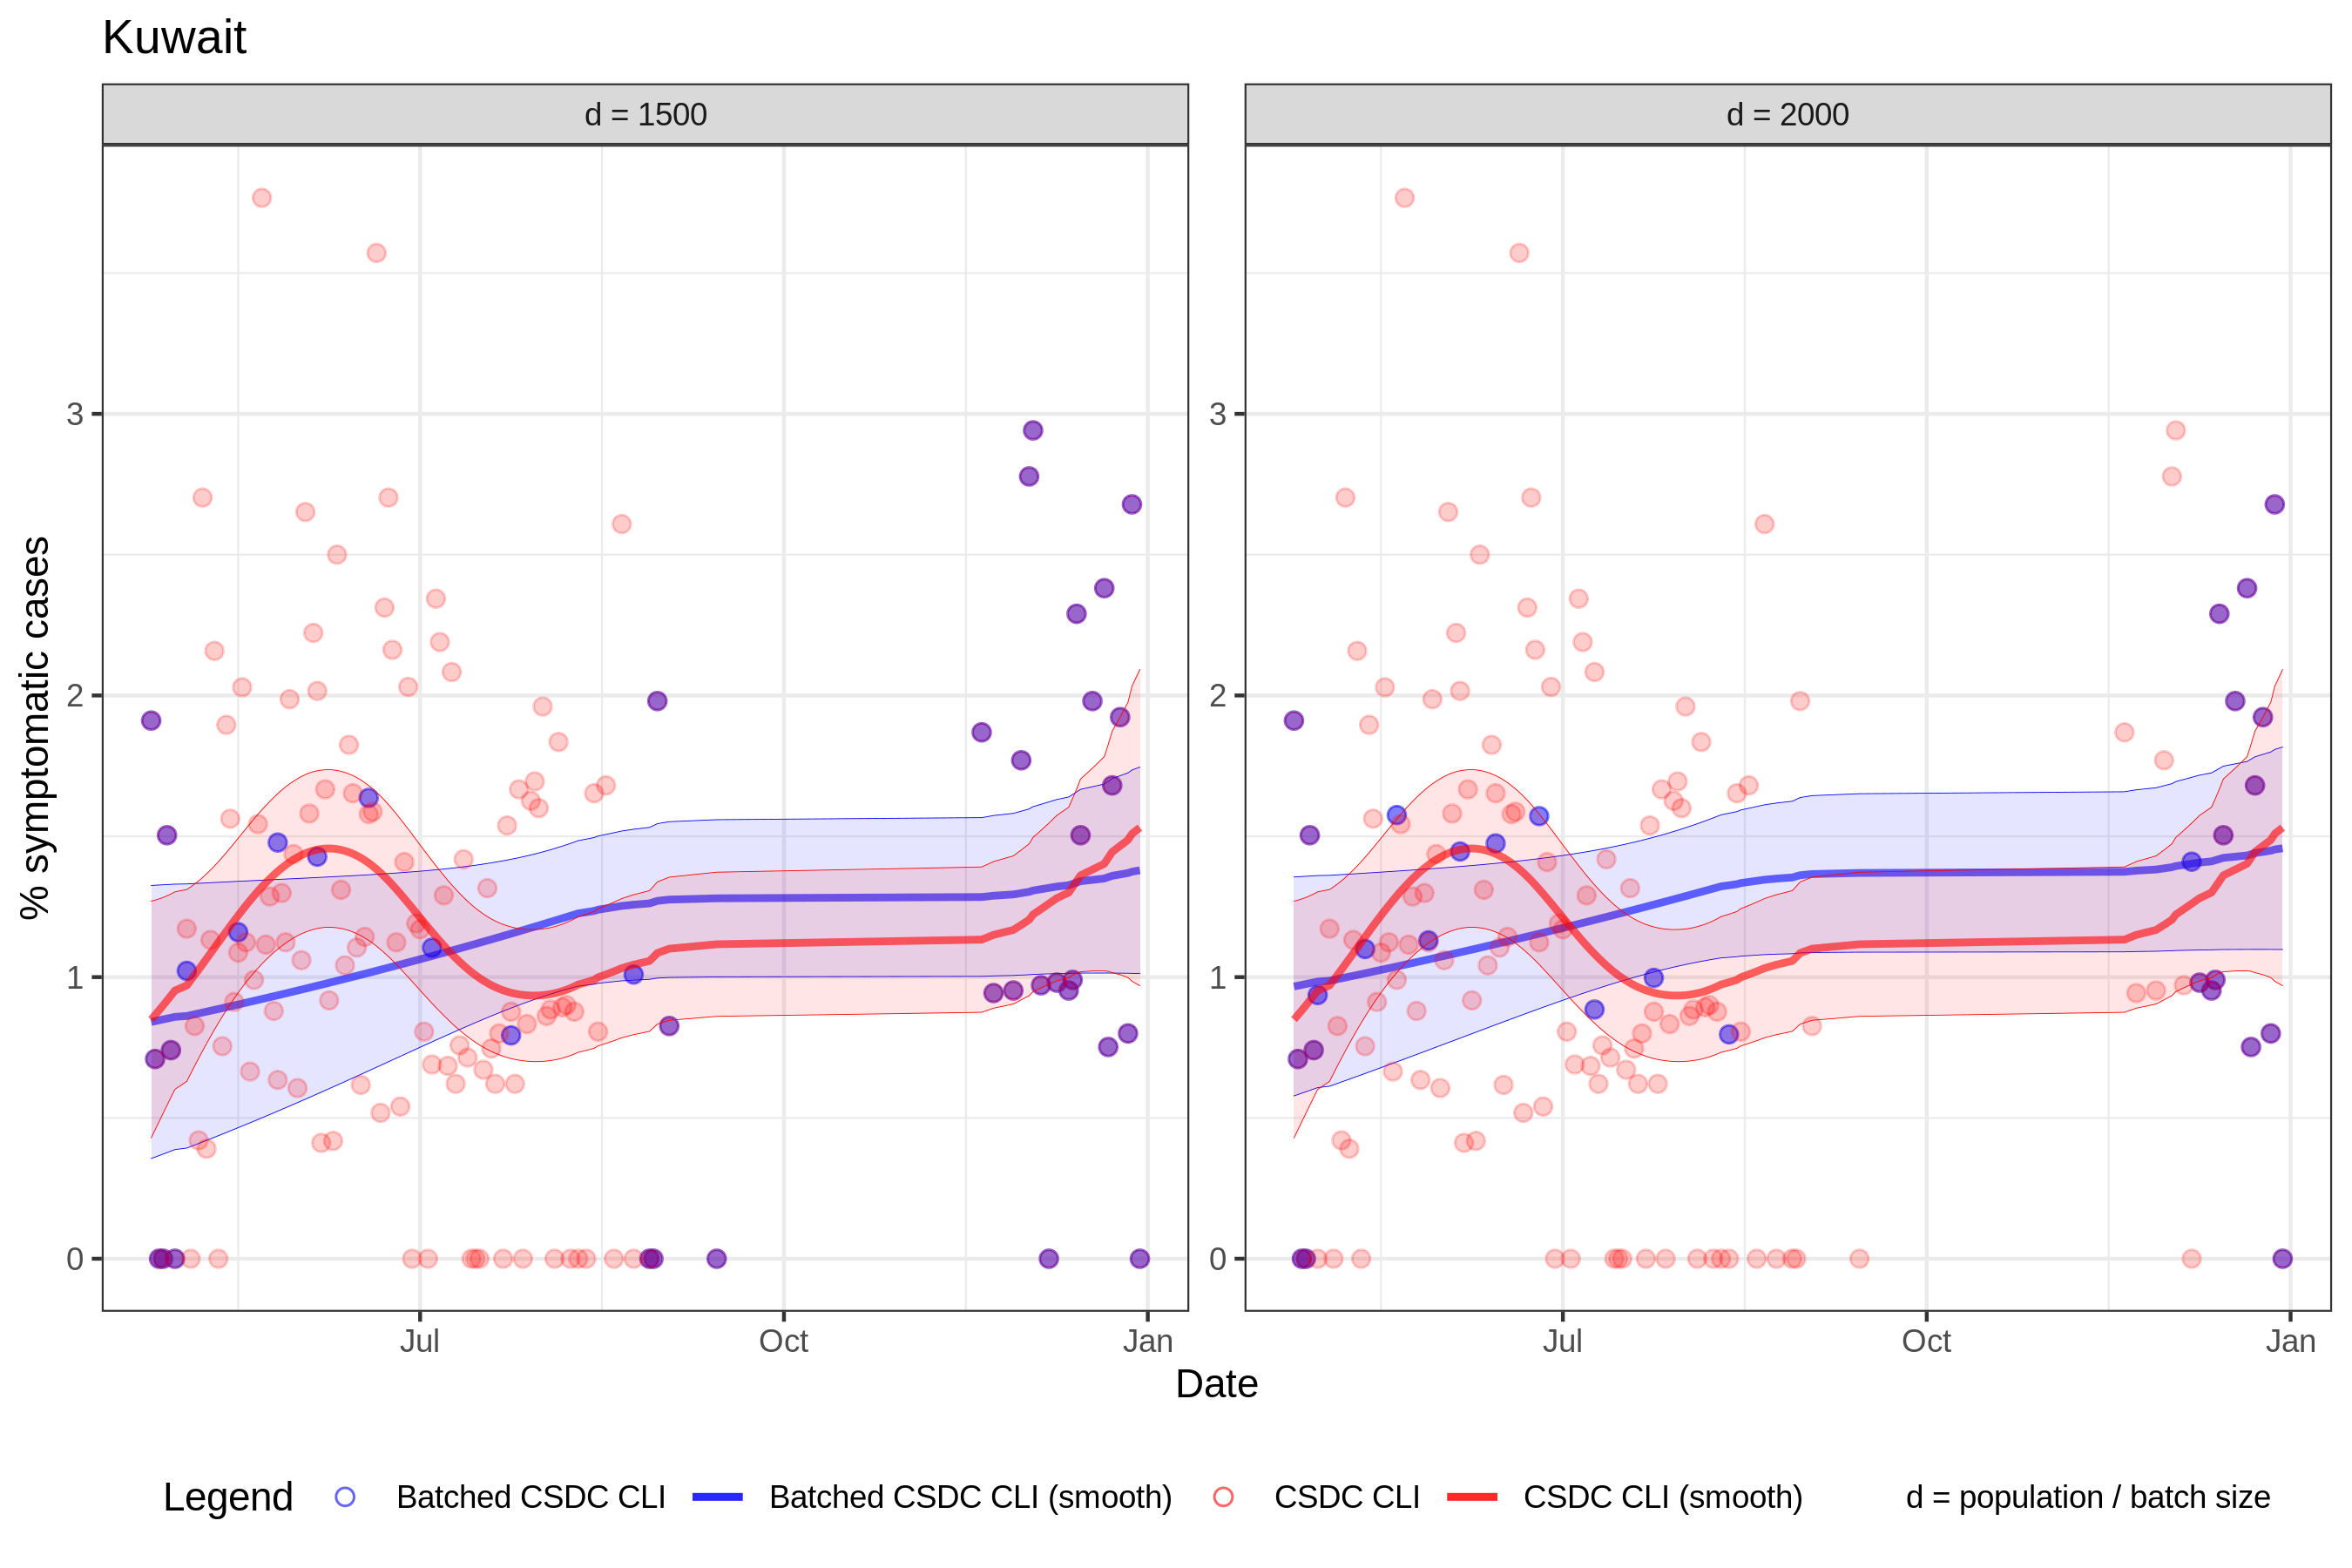 Kuwait
d = 1500
d = 2000
% symptomatic cases
3
2
1
0
3
2
1
0
Jul
Oct
Jan
Jul
Oct
Jan
Date
Legend
Batched CSDC CLI
Batched CSDC CLI (smooth)
CSDC CLI
CSDC CLI (smooth)
d = population / batch size